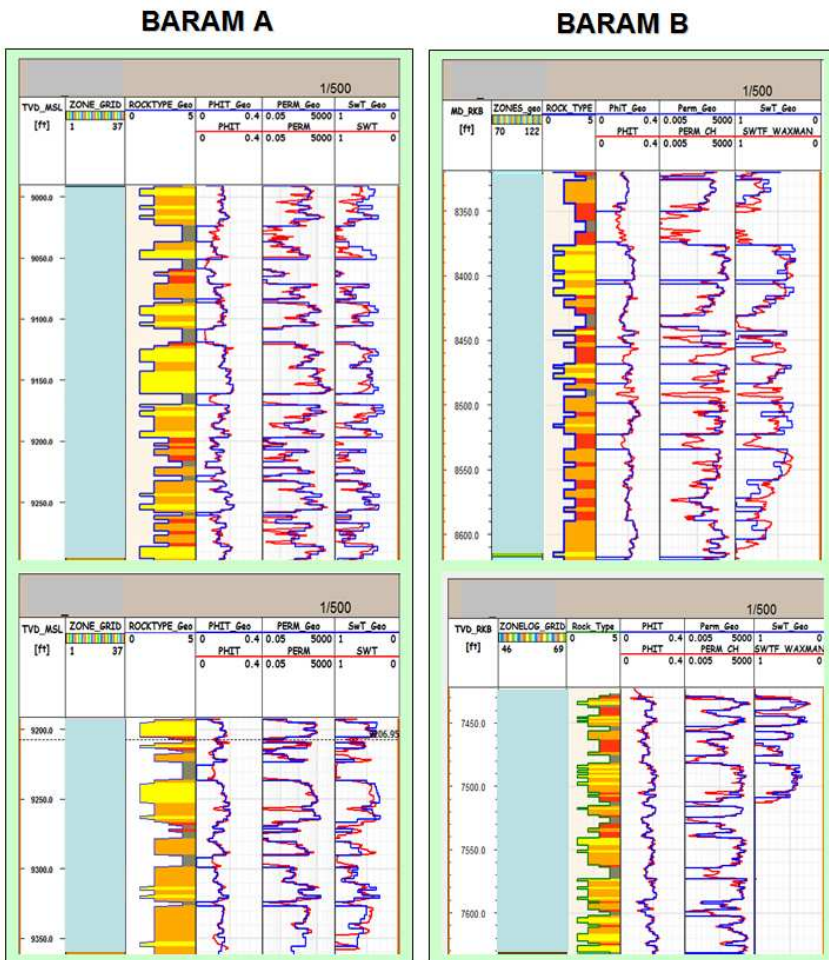 BARAM A
BARAM B
1/500
TVD_MSL ZONE_GRID ROCKTYPE_Geo PHIT_Geo PERM_Geo SwT_Geo
1 37 0 5 0 0.4 0.05 5000 1 0
[ft] PHIT PERM SWT
0 0.4 0.05 5000 1 0
9000.0
9050.0
9100.0
9150.0
9200.0
9250.0
1/500
MD_RKB ZONES_geo ROCK_TYPE PhiT_Geo Perm_Geo SwT_Geo
0 5 0 0.4 0.005 5000 1 0
[ft] 70 122 PHIT PERM CH SWTF_WAXMAN
0 0.4 0.005 5000 1 0
8350.0
8400.0
8450.0
8500.0
8550.0
8600.0
1/500
TVD_MSL ZONE_GRID ROCKTYPE_Geo PHIT_Geo PERM_Geo SwT_Geo
1 37 0 5 0 0.4 0.05 5000 1 0
[ft] PHIT PERM SWT
0 0.4 0.05 5000 1 0
9200.0
9250.0
9300.0
9350.0
1/500
TVD_RKB ZONELOG_GRID Rock_Type PHIT Perm_Geo SwT_Geo
0 5 0 0.4 0.005 5000 1 0
[ft] 46 69 PHIT PERM CH SWTF WAXMAN
0 0.4 0.005 5000 1 0
7450.0
7500.0
7550.0
7600.0